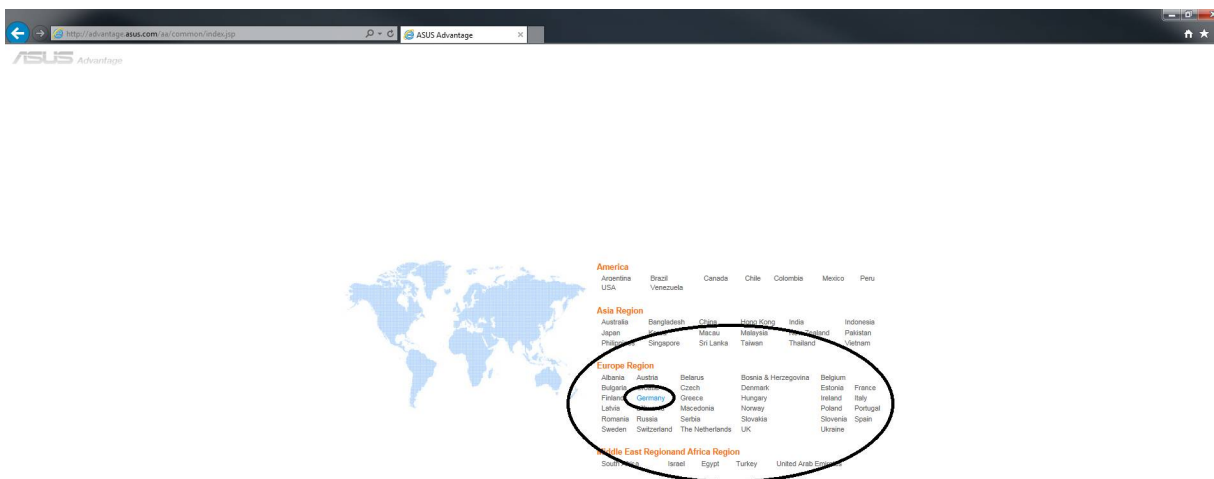 http://advantage.asus.com/aa/common/index.jsp
ASUS Advantage
ASUS Advantage
America
Argentina Brazil Canada Chile Colombia Mexico Peru
USA Venezuela
Asia Region
Australia Bangladesh China Hong Kong India Indonesia
Japan Macau Malaysia Pakistan
Philippines Singapore Sri Lanka Taiwan Thailand Vietnam
Europe Region
Albania Austria Belarus Bosnia & Herzegovina Belgium
Bulgaria Czech Denmark Estonia France
Finland Germany Greece Hungary Ireland Italy
Latvia Macedonia Norway Poland Portugal
Romania Russia Serbia Slovakia Slovenia Spain
Sweden Switzerland The Netherlands UK Ukraine
Middle East Regionand Africa Region
South Africa Israel Egypt Turkey United Arab Emirates